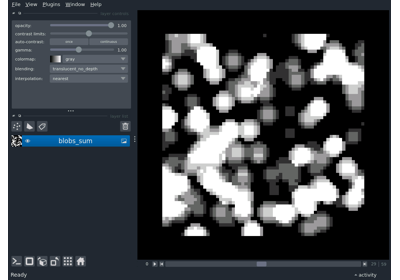 File View Plugins Window Help
opacity: 1.00
contrast limits:
auto-contrast: once continuous
gamma: 1.00
colormap: gray
blending: translucent_no_depth
interpolation: nearest
blobs_sum
Ready
activity